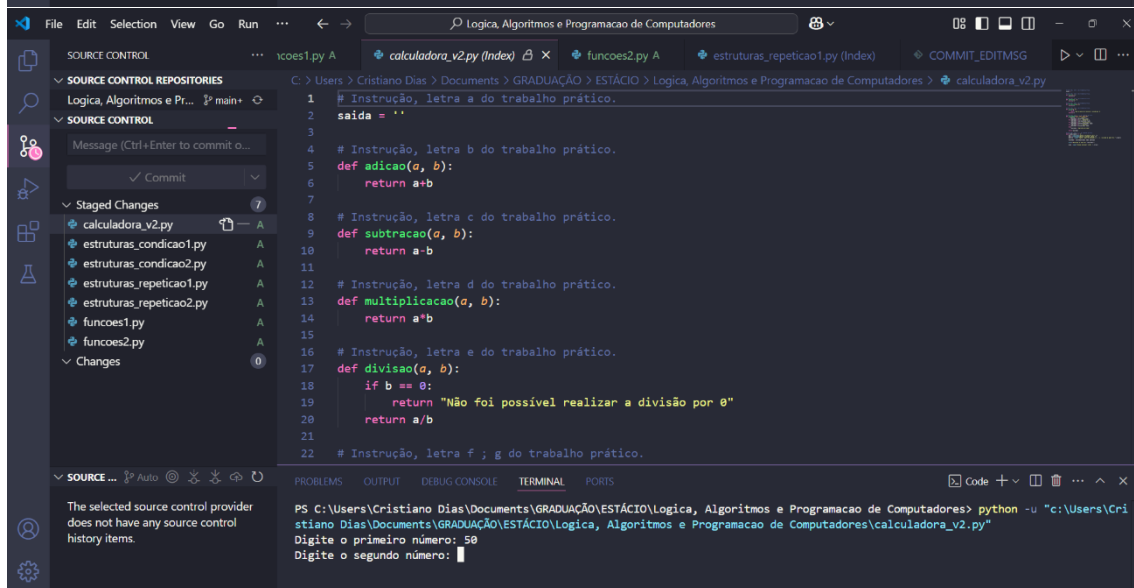 File Edit Selection View Go Run ··· ← → Logica, Algoritmos e Programacao de Computadores
SOURCE CONTROL ···
SOURCE CONTROL REPOSITORIES
Logica, Algoritmos e Pr... main+
SOURCE CONTROL
Message (Ctrl+Enter to commit o...
Commit
Staged Changes 7
calculadora_v2.py A
estruturas_condicao1.py A
estruturas_condicao2.py A
estruturas_repeticao1.py A
estruturas_repeticao2.py A
funcoes1.py A
funcoes2.py A
Changes 0
SOURCE ... Auto
The selected source control provider
does not have any source control
history items.
ncoes1.py A calculadora_v2.py (Index) funcoes2.py A estruturas_repeticao1.py (Index) COMMIT_EDITMSG
C: > Users > Cristiano Dias > Documents > GRADUAÇÃO > ESTÁCIO > Logica, Algoritmos e Programacao de Computadores > calculadora_v2.py
1 # Instrução, letra a do trabalho prático.
2 saida = ''
3
4 # Instrução, letra b do trabalho prático.
5 def adicao(a, b):
6 return a+b
7
8 # Instrução, letra c do trabalho prático.
9 def subtracao(a, b):
10 return a-b
11
12 # Instrução, letra d do trabalho prático.
13 def multiplicacao(a, b):
14 return a*b
15
16 # Instrução, letra e do trabalho prático.
17 def divisao(a, b):
18 if b == 0:
19 return "Não foi possível realizar a divisão por 0"
20 return a/b
21
22 # Instrução, letra f ; g do trabalho prático.
PROBLEMS OUTPUT DEBUG CONSOLE TERMINAL PORTS Code
PS C:\Users\Cristiano Dias\Documents\GRADUAÇÃO\ESTÁCIO\Logica, Algoritmos e Programacao de Computadores> python -u "c:\Users\Cri
stiano Dias\Documents\GRADUAÇÃO\ESTÁCIO\Logica, Algoritmos e Programacao de Computadores\calculadora_v2.py"
Digite o primeiro número: 50
Digite o segundo número: